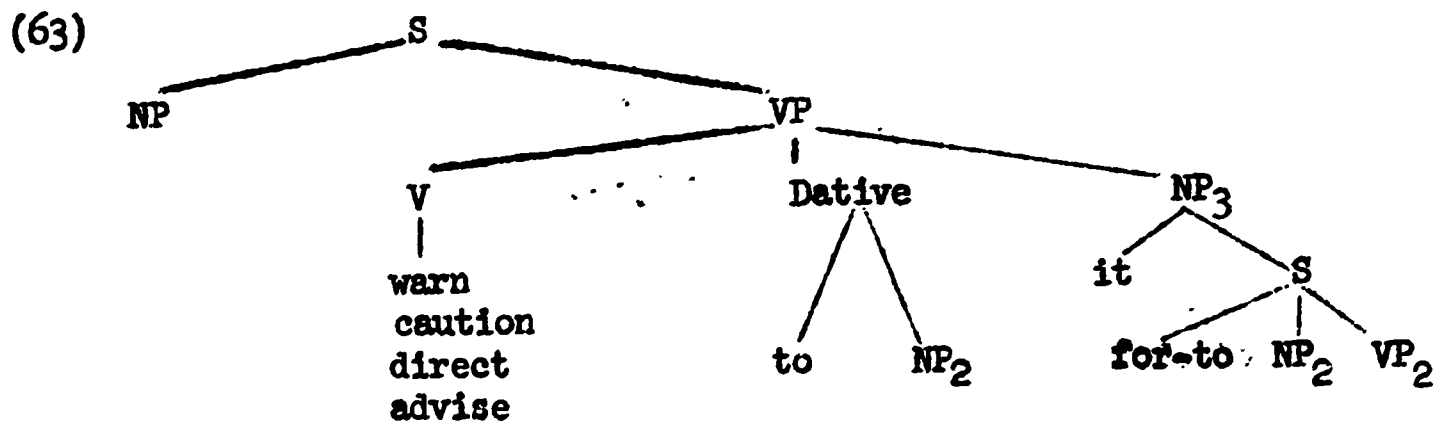 (63) S
NP VP
V Dative NP3
it S
warn
caution
to NP2 for-to NP2 VP2
direct
advise